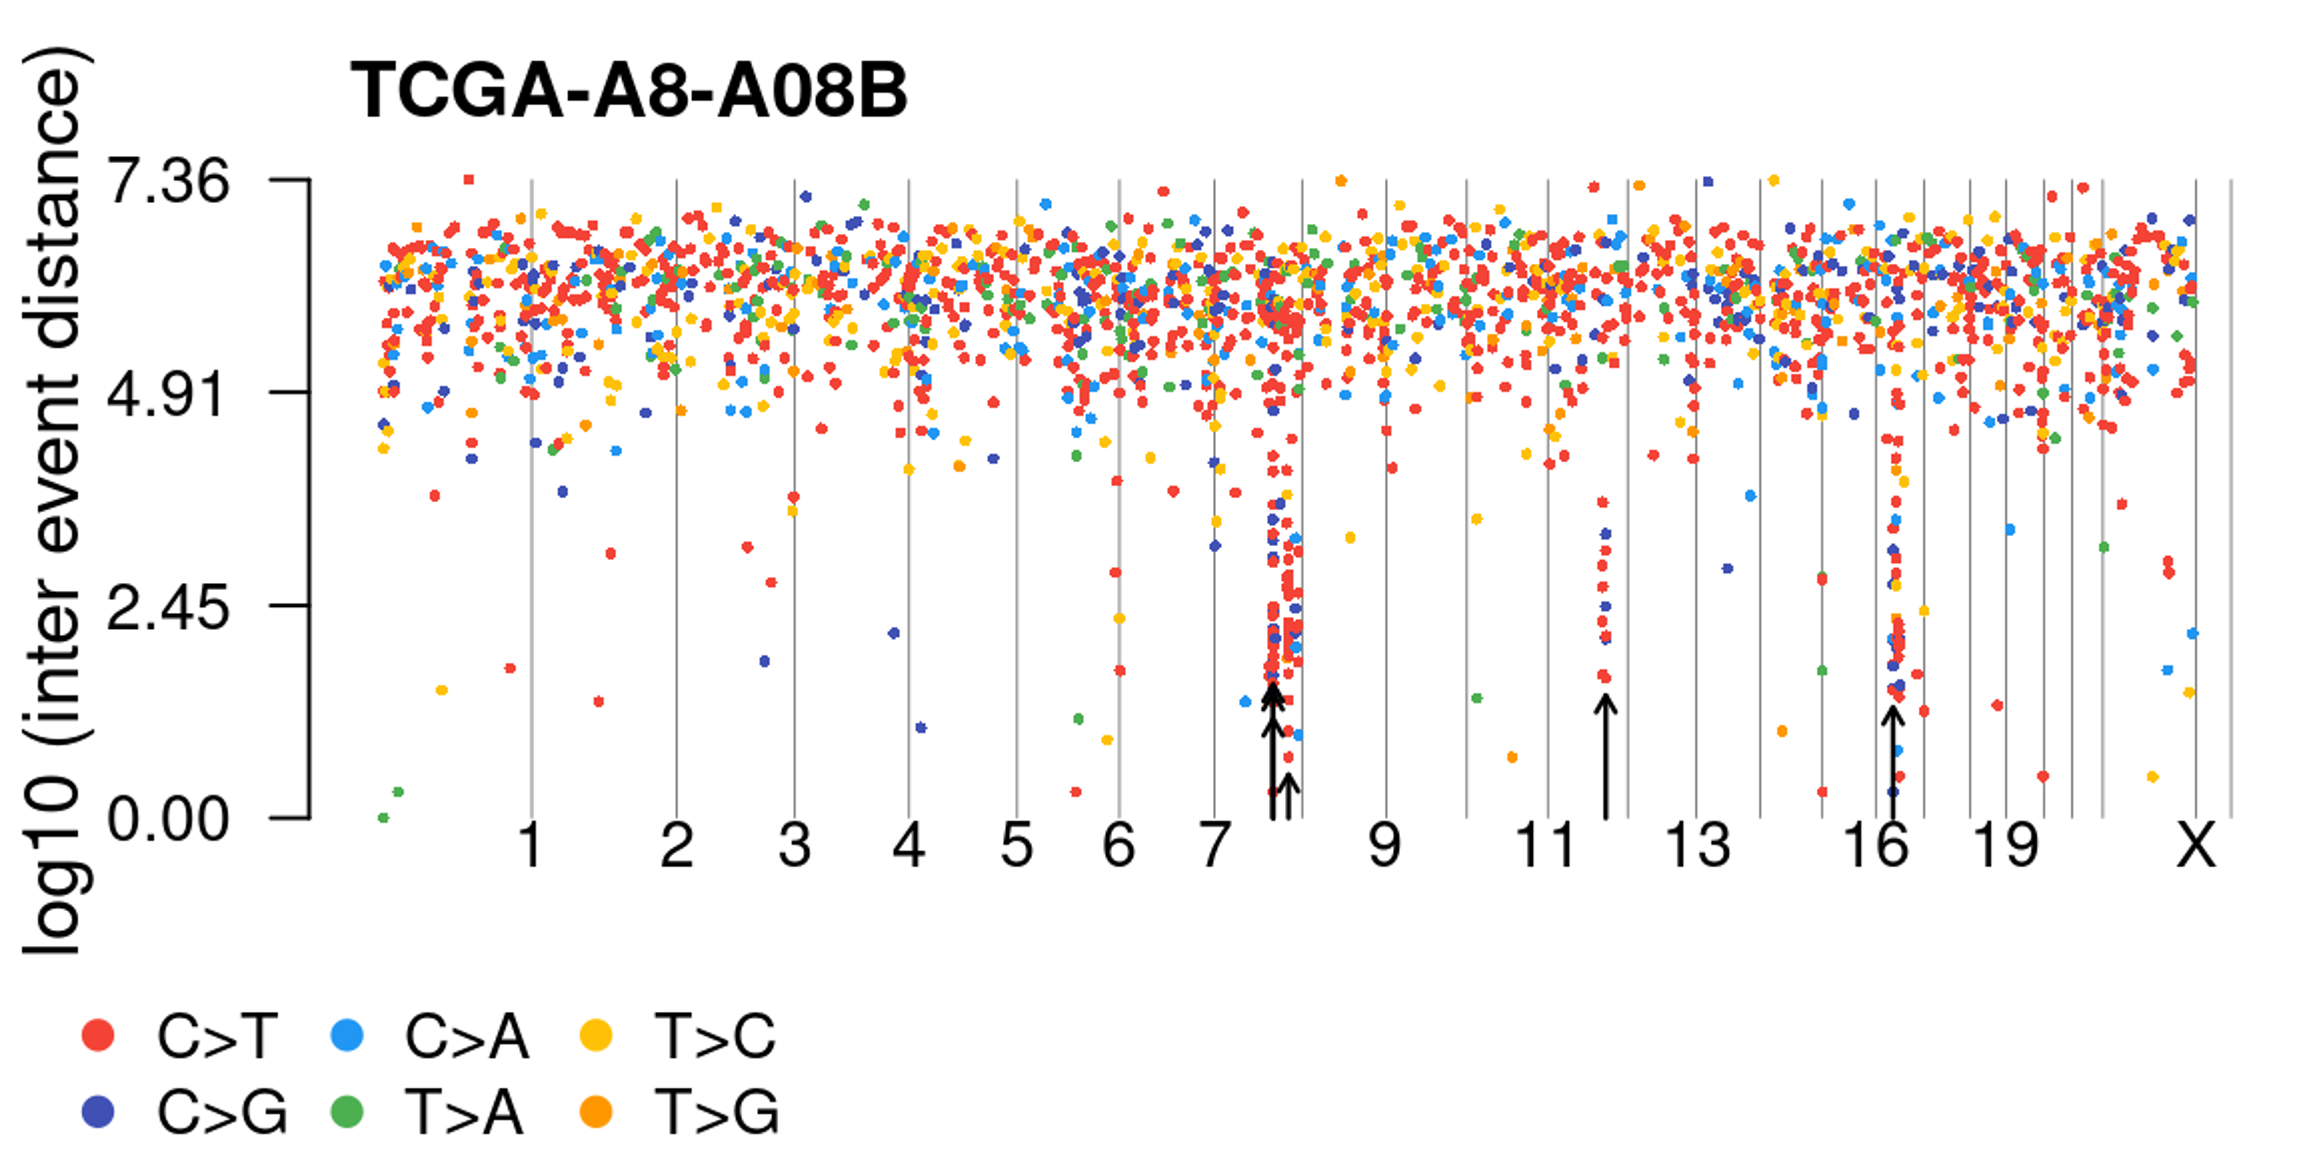 TCGA-A8-A08B
log10 (inter event distance)
7.36
4.91
2.45
0.00
1 2 3 4 5 6 7 9 11 13 16 19 X
C>T C>A T>C
C>G T>A T>G